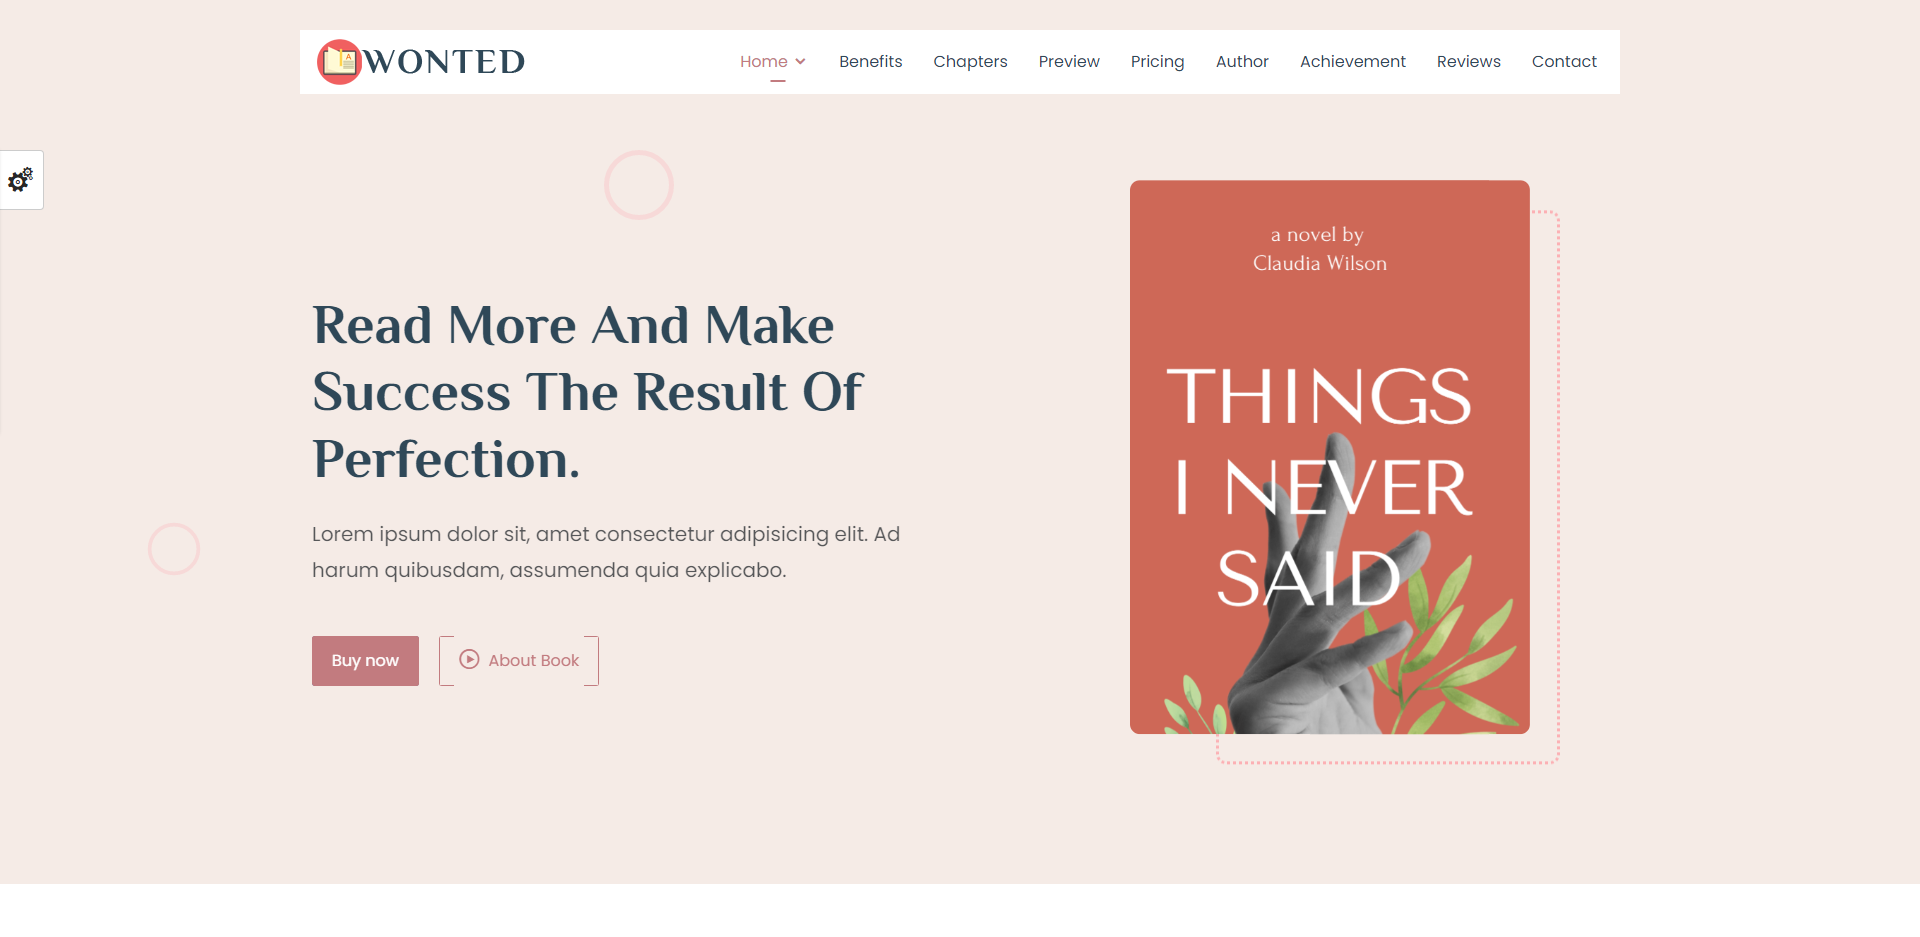 WONTED
Home Benefits Chapters Preview Pricing Author Achievement Reviews Contact
Read More And Make
Success The Result Of
Perfection.
Lorem ipsum dolor sit, amet consectetur adipisicing elit. Ad
harum quibusdam, assumenda quia explicabo.
Buy now About Book
a novel by
Claudia Wilson
THINGS
I NEVER
SAID